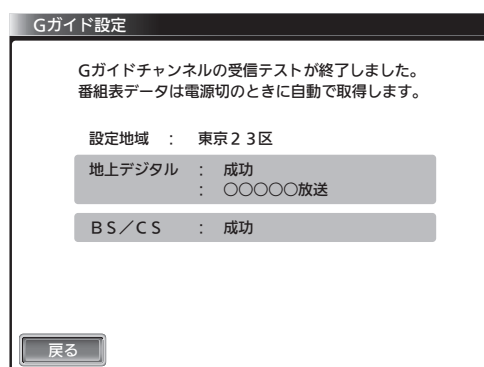 Gガイド設定
Gガイドチャンネルの受信テストが終了しました。
番組表データは電源切のときに自動で取得します。
設定地域 : 東京23区
地上デジタル : 成功
: ○○○○○放送
BS/CS : 成功
戻る